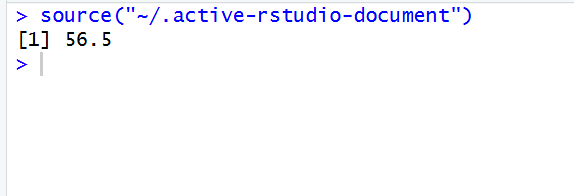 > source("~/.active-rstudio-document")
[1] 56.5
>